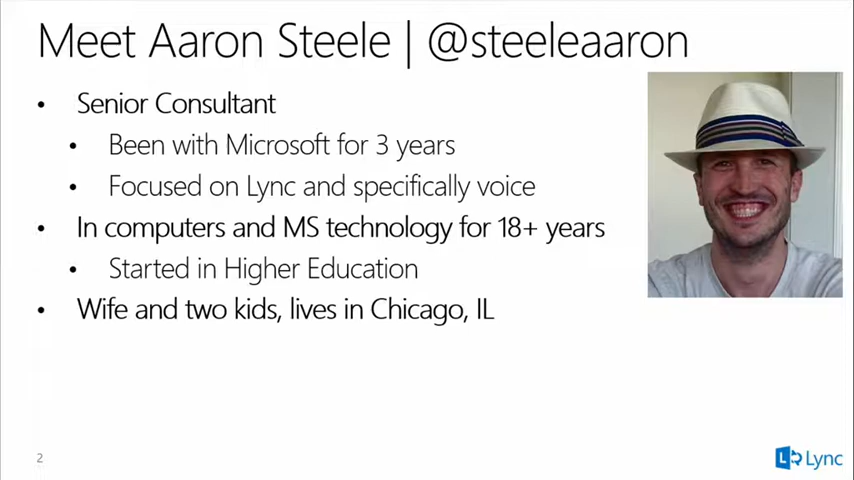 Meet Aaron Steele | @steeleaaron
• Senior Consultant
• Been with Microsoft for 3 years
• Focused on Lync and specifically voice
• In computers and MS technology for 18+ years
• Started in Higher Education
• Wife and two kids, lives in Chicago, IL
2
L Lync